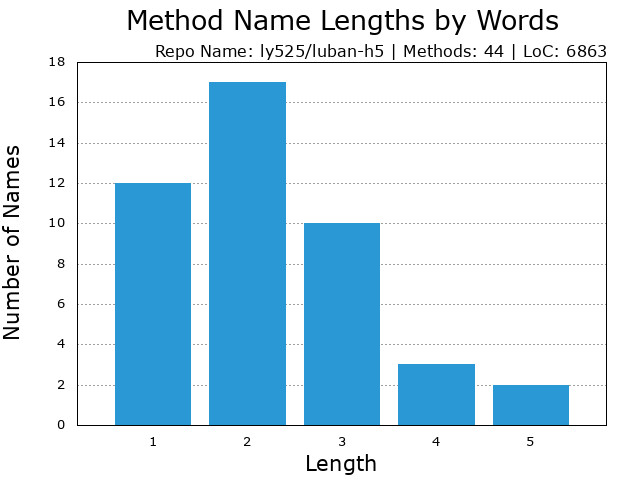 Method Name Lengths by Words
Repo Name: ly525/luban-h5 | Methods: 44 | LoC: 6863
Number of Names
18
16
14
12
10
8
6
4
2
0
1 2 3 4 5
Length